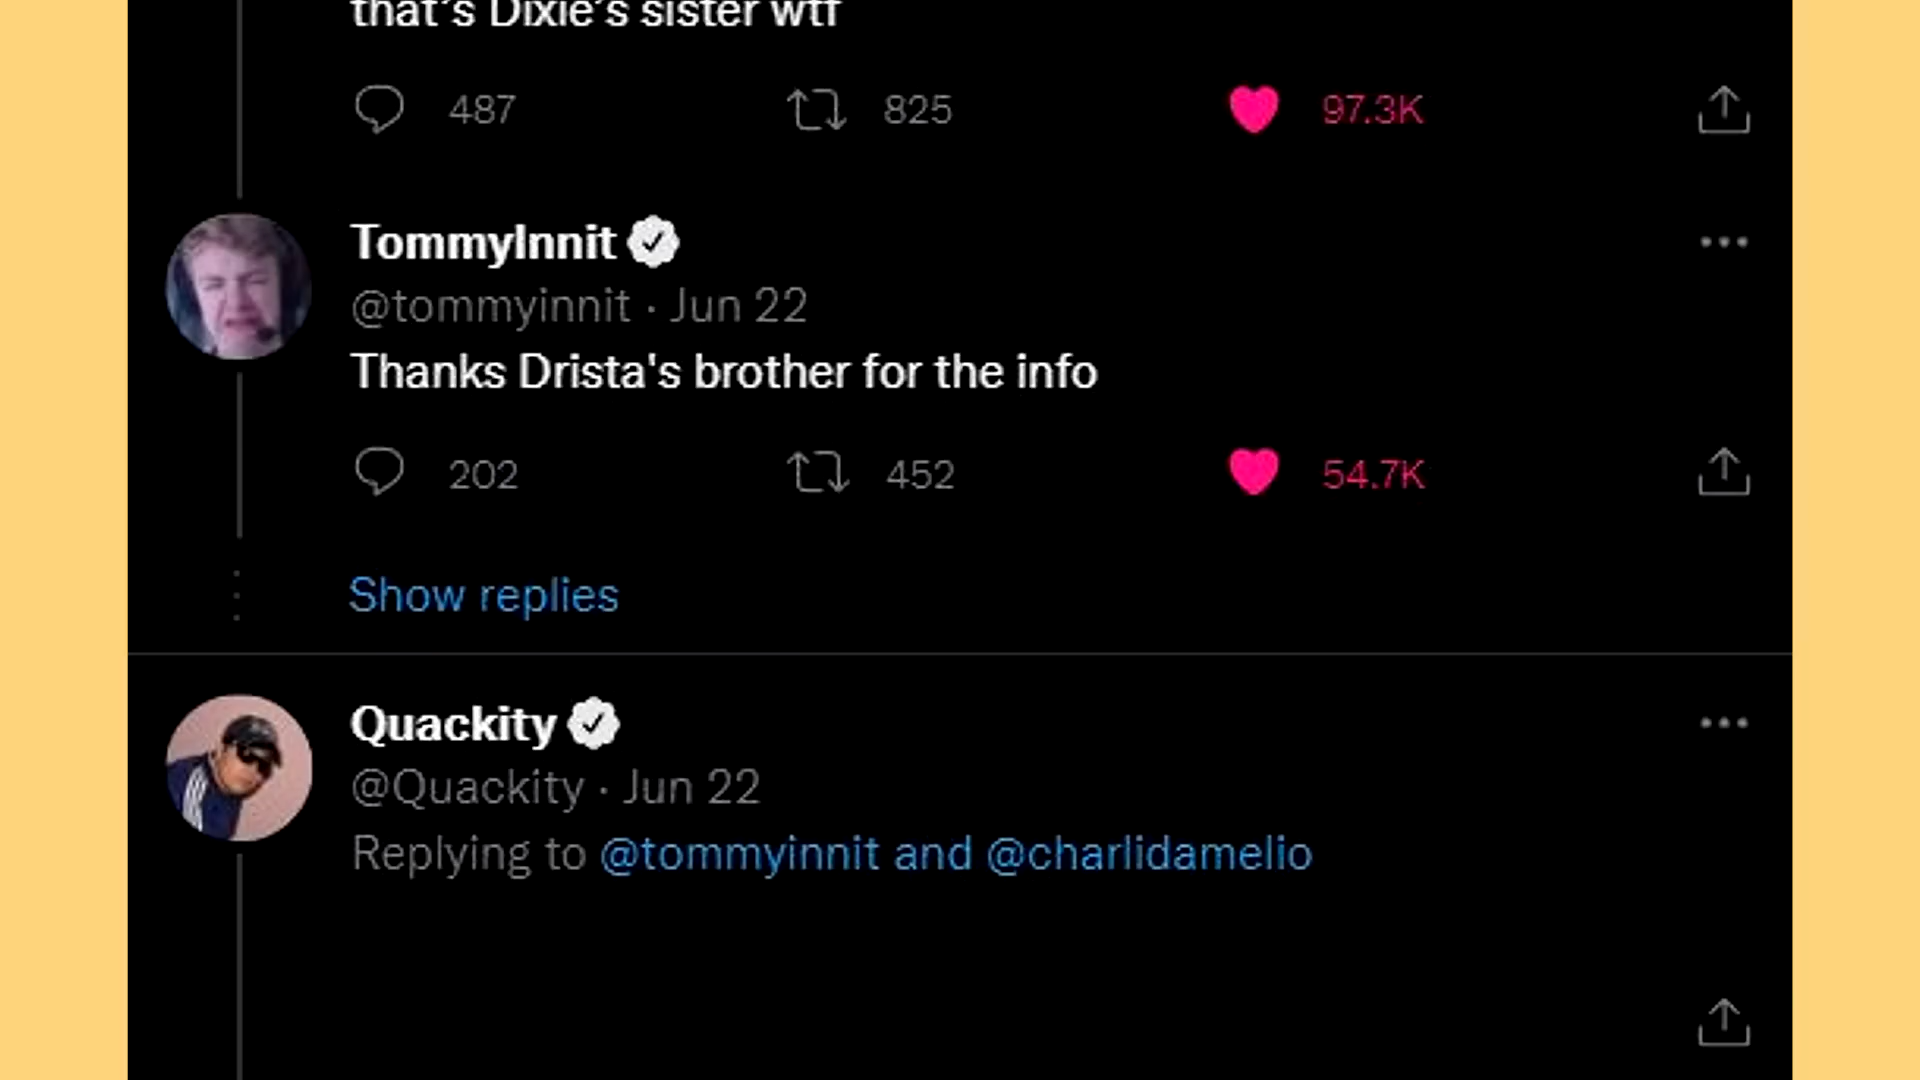 that's Dixie's sister wtf
487 825 97.3K
TommyInnit
@tommyinnit · Jun 22
Thanks Drista's brother for the info
202 452 54.7K
Show replies
Quackity
@Quackity · Jun 22
Replying to @tommyinnit and @charlidamelio